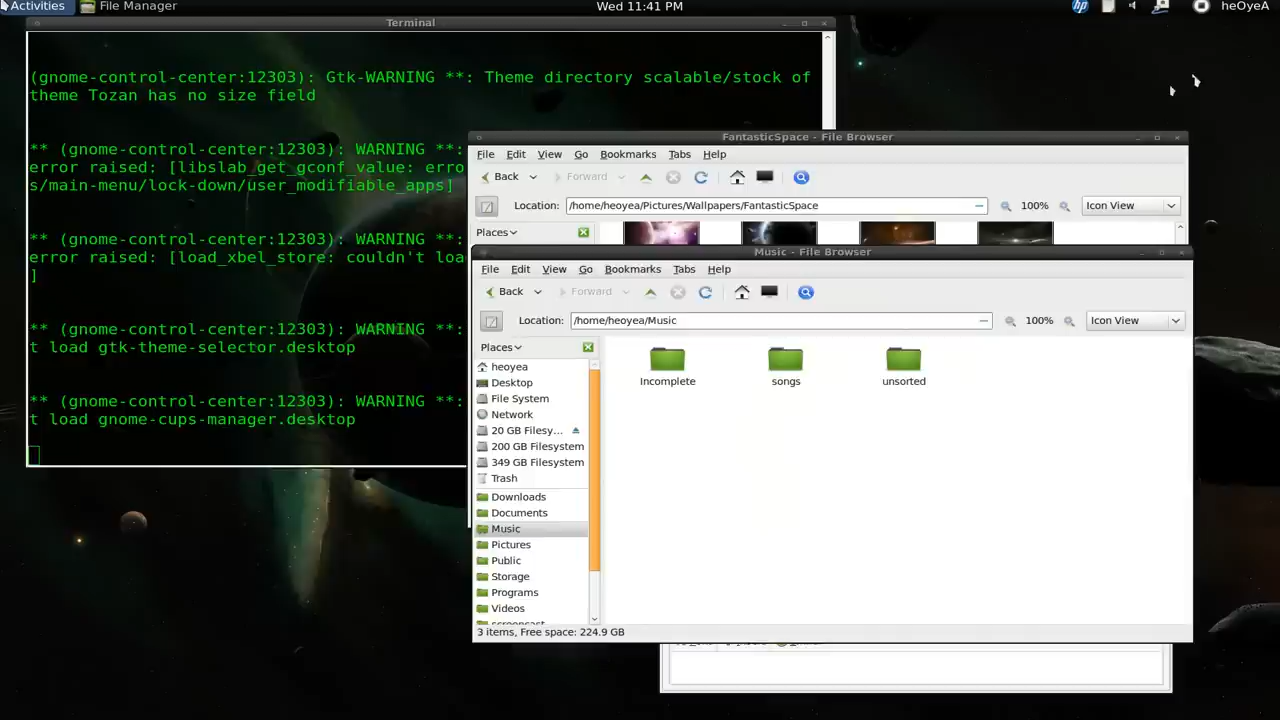 Activities File Manager Wed 11:41 PM hp heOyeA
Terminal
(gnome-control-center:12303): Gtk-WARNING **: Theme directory scalable/stock of
theme Tozan has no size field
** (gnome-control-center:12303): WARNING **:
error raised: [libslab_get_gconf_value: erro
s/main-menu/lock-down/user_modifiable_apps]
** (gnome-control-center:12303): WARNING **:
error raised: [load_xbel_store: couldn't loa
]
** (gnome-control-center:12303): WARNING **:
t load gtk-theme-selector.desktop
** (gnome-control-center:12303): WARNING **:
t load gnome-cups-manager.desktop
FantasticSpace - File Browser
File Edit View Go Bookmarks Tabs Help
Back Forward
Location: /home/heoyea/Pictures/Wallpapers/FantasticSpace 100% Icon View
Places
Music - File Browser
File Edit View Go Bookmarks Tabs Help
Back Forward
Location: /home/heoyea/Music 100% Icon View
Places
heoyea
Desktop
File System
Network
20 GB Filesy...
200 GB Filesystem
349 GB Filesystem
Trash
Downloads
Documents
Music
Pictures
Public
Storage
Programs
Videos
screencast
Incomplete songs unsorted
3 items, Free space: 224.9 GB